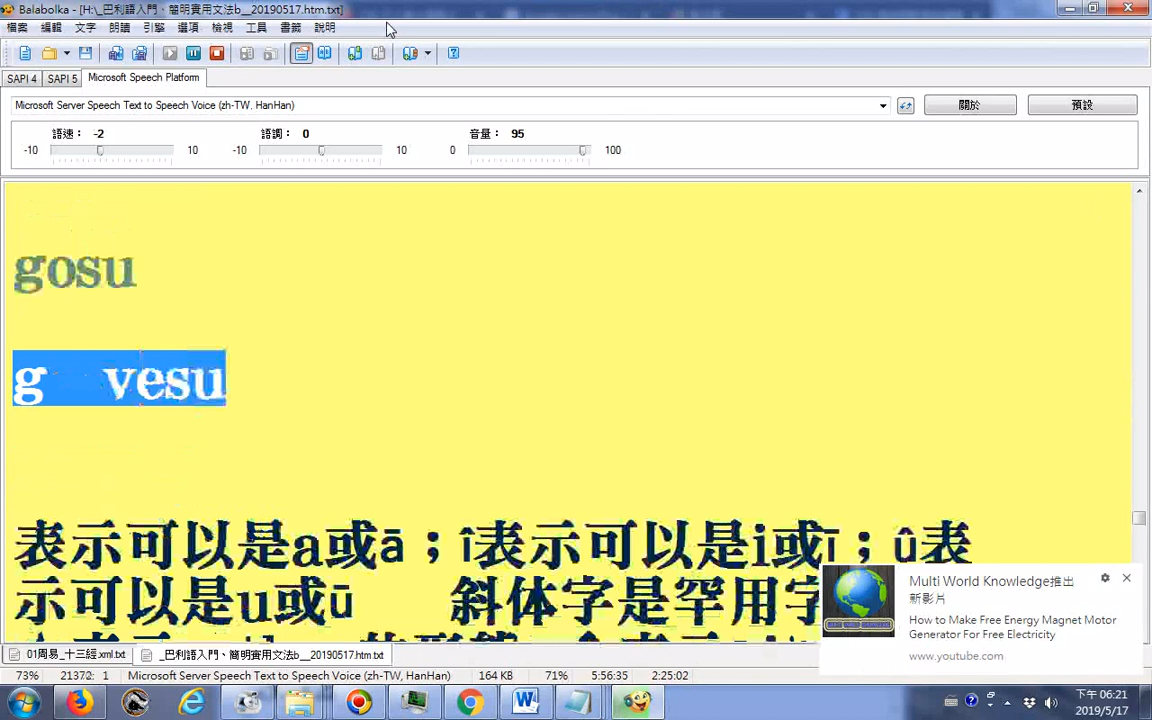 Balabolka - [H:\_巴利語入門、簡明實用文法b__20190517.htm.txt]
檔案 編輯 文字 朗讀 引擎 選項 檢視 工具 書籤 說明
SAPI 4 SAPI 5 Microsoft Speech Platform
Microsoft Server Speech Text to Speech Voice (zh-TW, HanHan)
關於 預設
語速： -2 語調： 0 音量： 95
-10 10 -10 10 0 100
gosu
g vesu
表示可以是a或ā；î表示可以是i或ī；û表
示可以是u或ū 斜体字是罕用字
Multi World Knowledge推出
新影片
How to Make Free Energy Magnet Motor
Generator For Free Electricity
www.youtube.com
01周易_十三經.xml.txt _巴利語入門、簡明實用文法b__20190517.htm.txt
73% 21372: 1 Microsoft Server Speech Text to Speech Voice (zh-TW, HanHan) 164 KB 71% 5:56:35 2:25:02
下午 06:21
2019/5/17